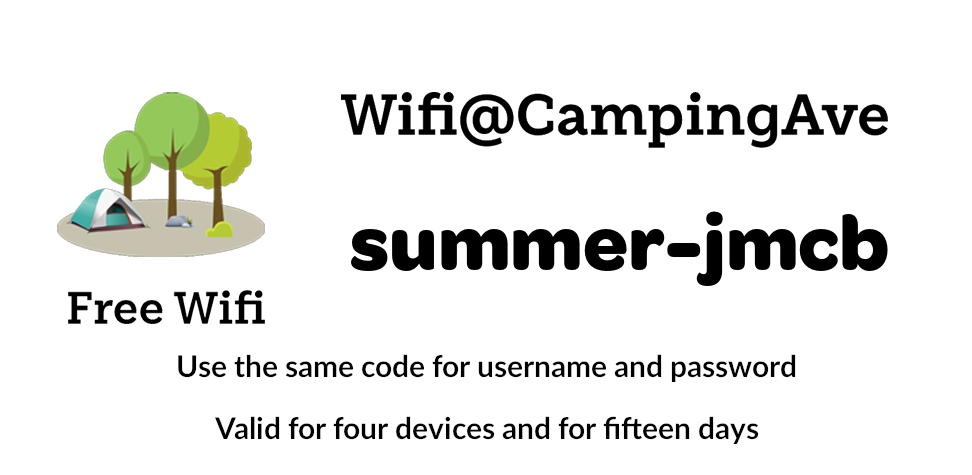 Wifi@CampingAve
summer-jmcb
Free Wifi
Use the same code for username and password
Valid for four devices and for fifteen days